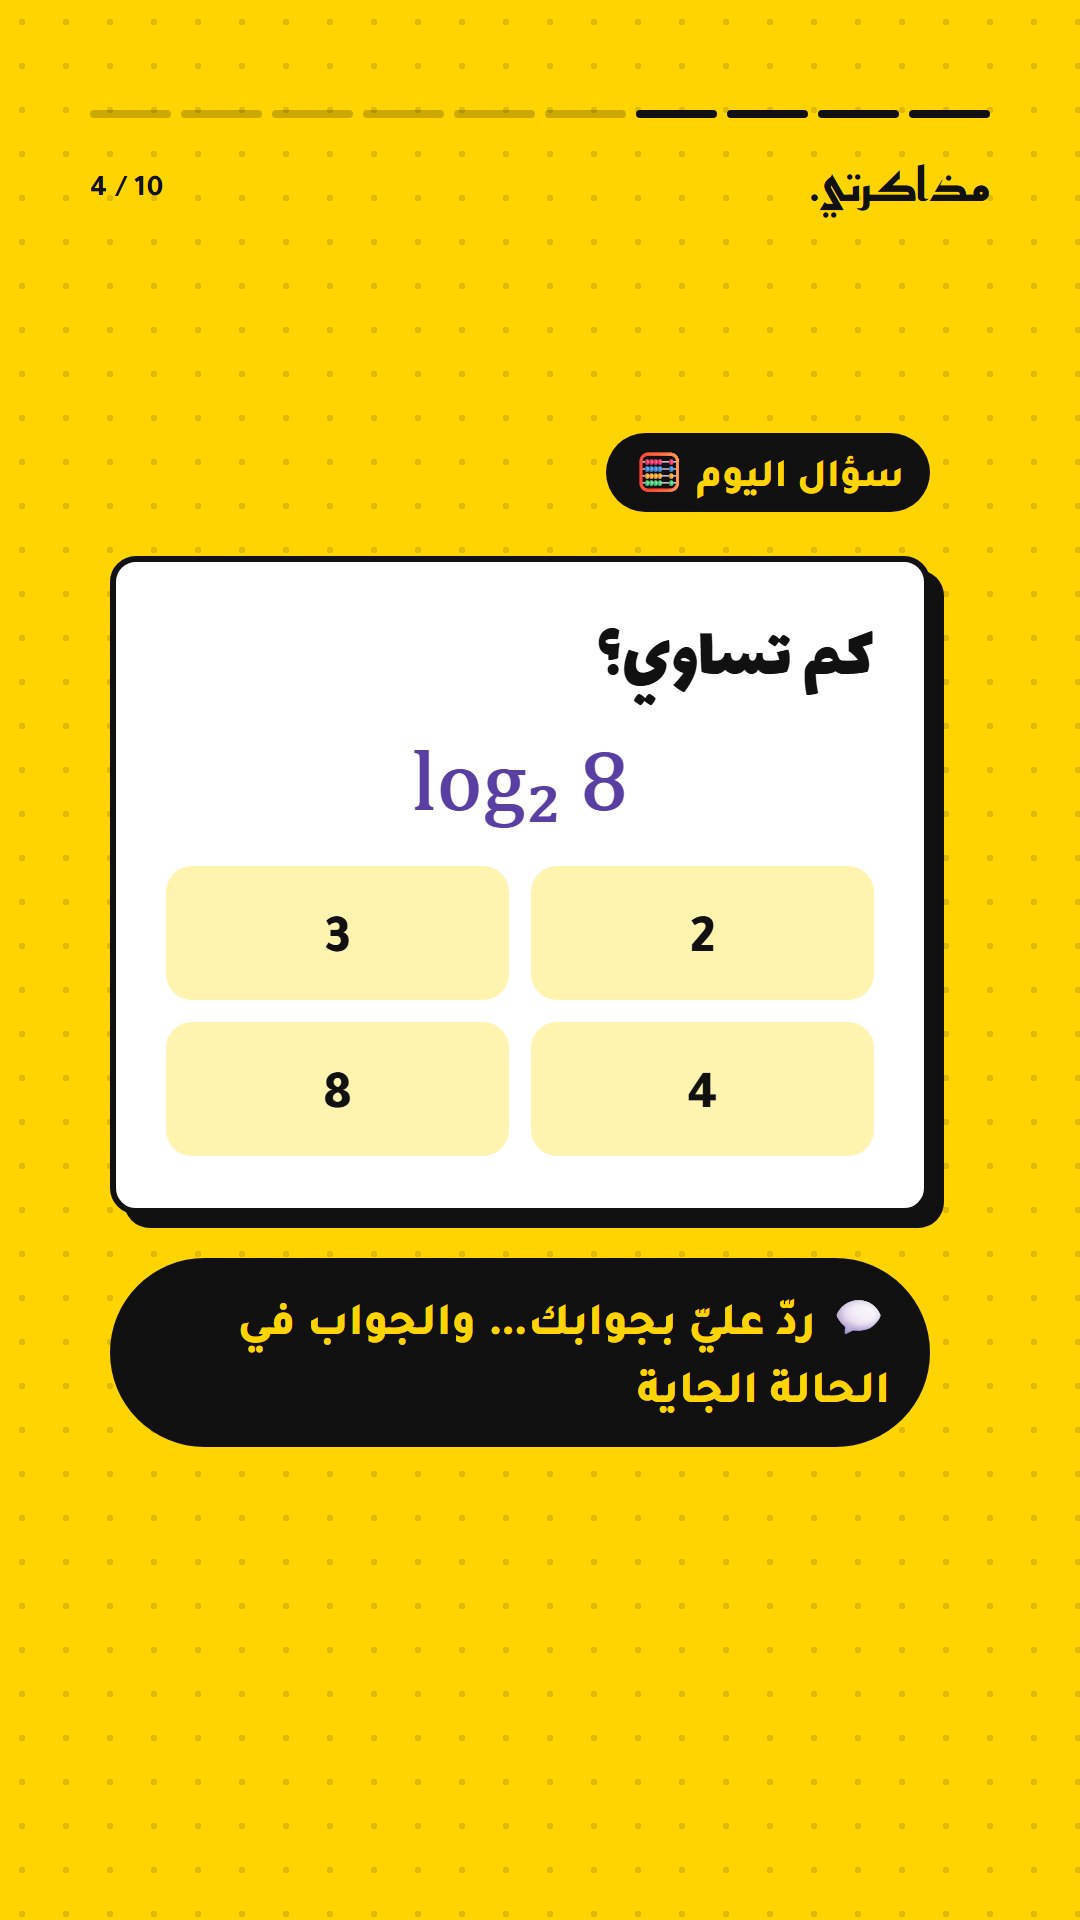 مذاكرتي.
4 / 10
سؤال اليوم 🧮
كم تساوي؟
log₂ 8
2
3
4
8
💬 ردّ عليّ بجوابك... والجواب في
الحالة الجاية